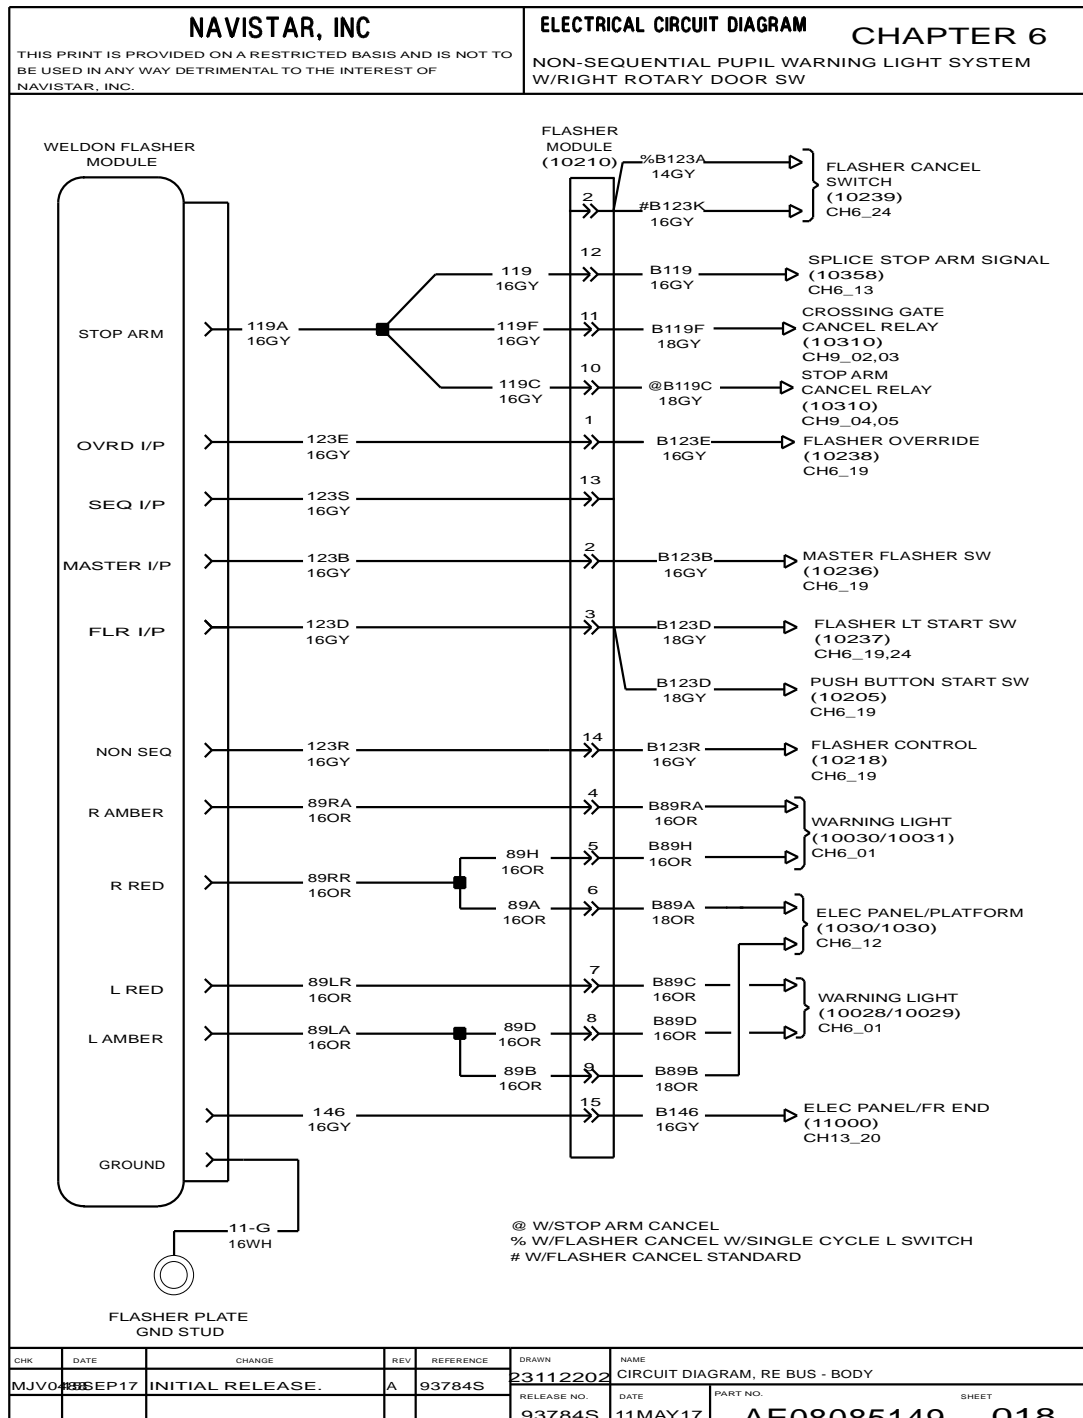 NAVISTAR, INC
THIS PRINT IS PROVIDED ON A RESTRICTED BASIS AND IS NOT TO
BE USED IN ANY WAY DETRIMENTAL TO THE INTEREST OF
NAVISTAR, INC.
ELECTRICAL CIRCUIT DIAGRAM
CHAPTER 6
NON-SEQUENTIAL PUPIL WARNING LIGHT SYSTEM
W/RIGHT ROTARY DOOR SW
WELDON FLASHER
MODULE
FLASHER
MODULE
(10210)
%B123A
14GY
2
#B123K
16GY
FLASHER CANCEL
SWITCH
(10239)
CH6_24
119
16GY
12
B119
16GY
SPLICE STOP ARM SIGNAL
(10358)
CH6_13
STOP ARM
119A
16GY
119F
16GY
11
B119F
18GY
CROSSING GATE
CANCEL RELAY
(10310)
CH9_02,03
119C
16GY
10
@B119C
18GY
STOP ARM
CANCEL RELAY
(10310)
CH9_04,05
OVRD I/P
123E
16GY
1
B123E
16GY
FLASHER OVERRIDE
(10238)
CH6_19
SEQ I/P
123S
16GY
13
MASTER I/P
123B
16GY
2
B123B
16GY
MASTER FLASHER SW
(10236)
CH6_19
FLR I/P
123D
16GY
3
B123D
18GY
FLASHER LT START SW
(10237)
CH6_19,24
B123D
18GY
PUSH BUTTON START SW
(10205)
CH6_19
NON SEQ
123R
16GY
14
B123R
16GY
FLASHER CONTROL
(10218)
CH6_19
R AMBER
89RA
16OR
4
B89RA
16OR
WARNING LIGHT
(10030/10031)
CH6_01
R RED
89RR
16OR
89H
16OR
5
B89H
16OR
89A
16OR
6
B89A
18OR
ELEC PANEL/PLATFORM
(1030/1030)
CH6_12
L RED
89LR
16OR
7
B89C
16OR
WARNING LIGHT
(10028/10029)
CH6_01
L AMBER
89LA
16OR
89D
16OR
8
B89D
16OR
89B
16OR
9
B89B
18OR
146
16GY
15
B146
16GY
ELEC PANEL/FR END
(11000)
CH13_20
GROUND
11-G
16WH
FLASHER PLATE
GND STUD
@ W/STOP ARM CANCEL
% W/FLASHER CANCEL W/SINGLE CYCLE L SWITCH
# W/FLASHER CANCEL STANDARD
CHK DATE CHANGE REV REFERENCE
INITIAL RELEASE. A 93784S
DRAWN
23112202
NAME
CIRCUIT DIAGRAM, RE BUS - BODY
RELEASE NO.
93784S
DATE
11MAY17
PART NO.
AE08085149
SHEET
018